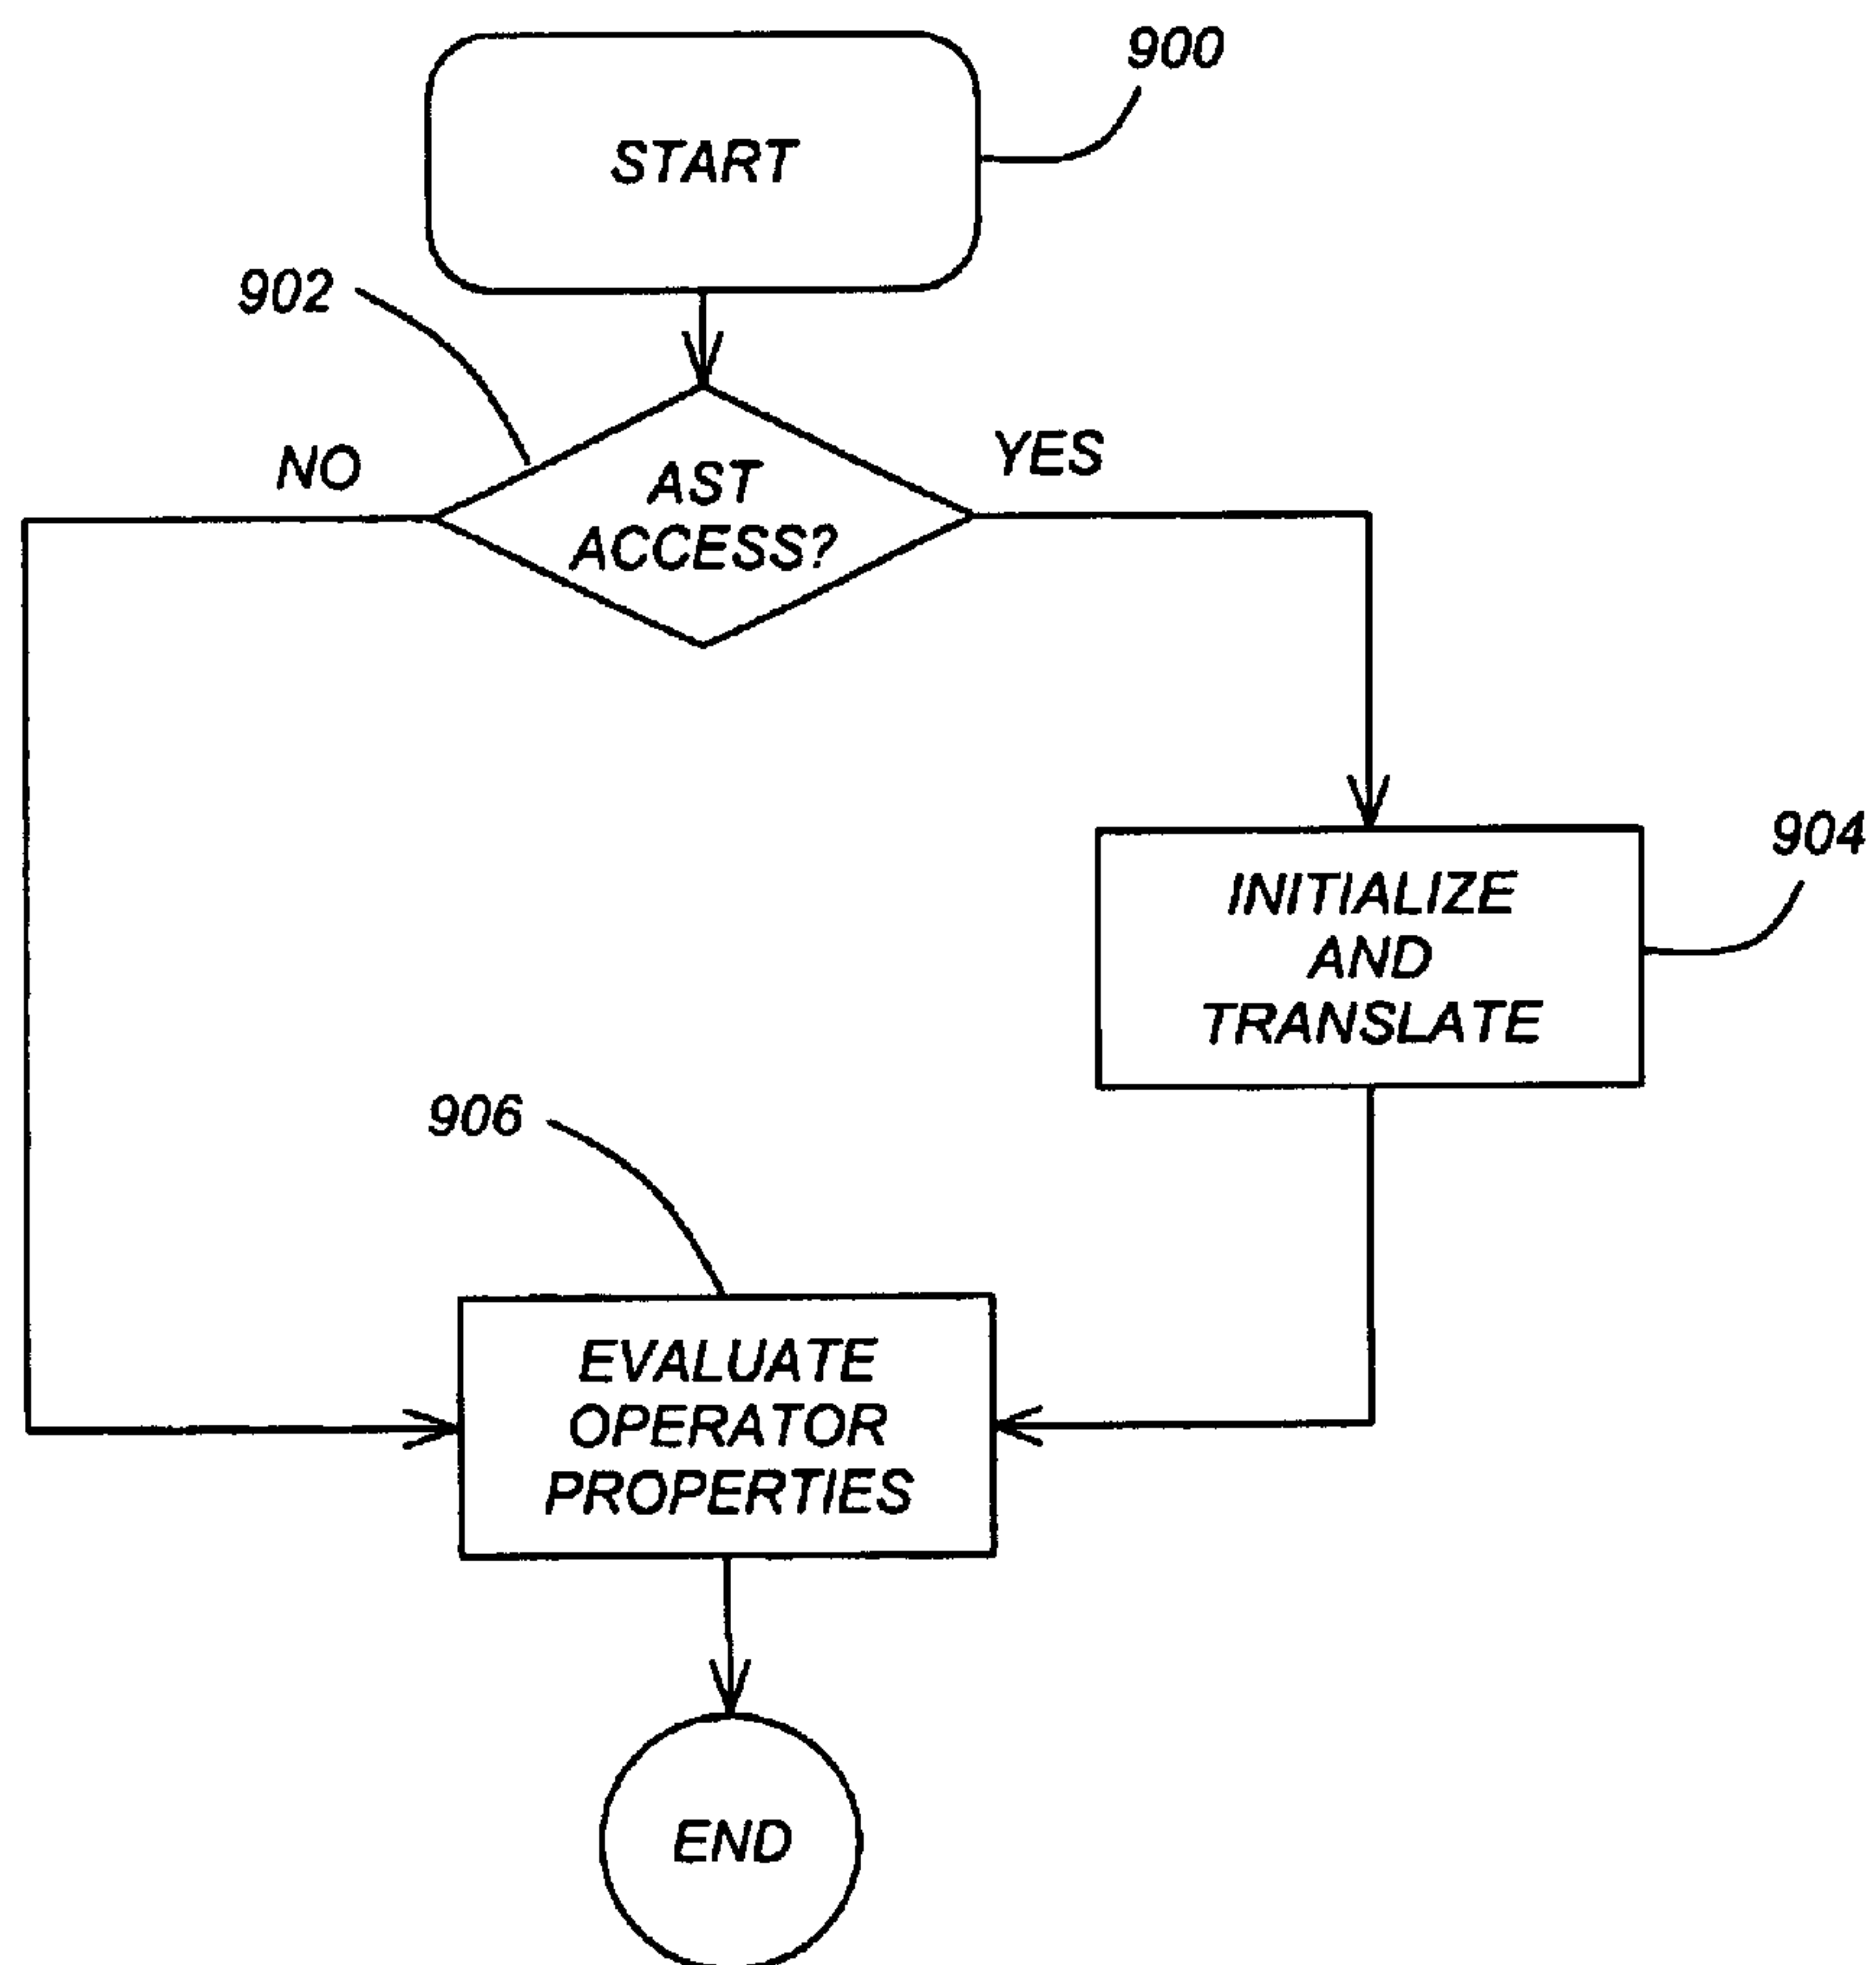 900
START
902
NO
YES
AST
ACCESS?
904
INITIALIZE
AND
TRANSLATE
906
EVALUATE
OPERATOR
PROPERTIES
END